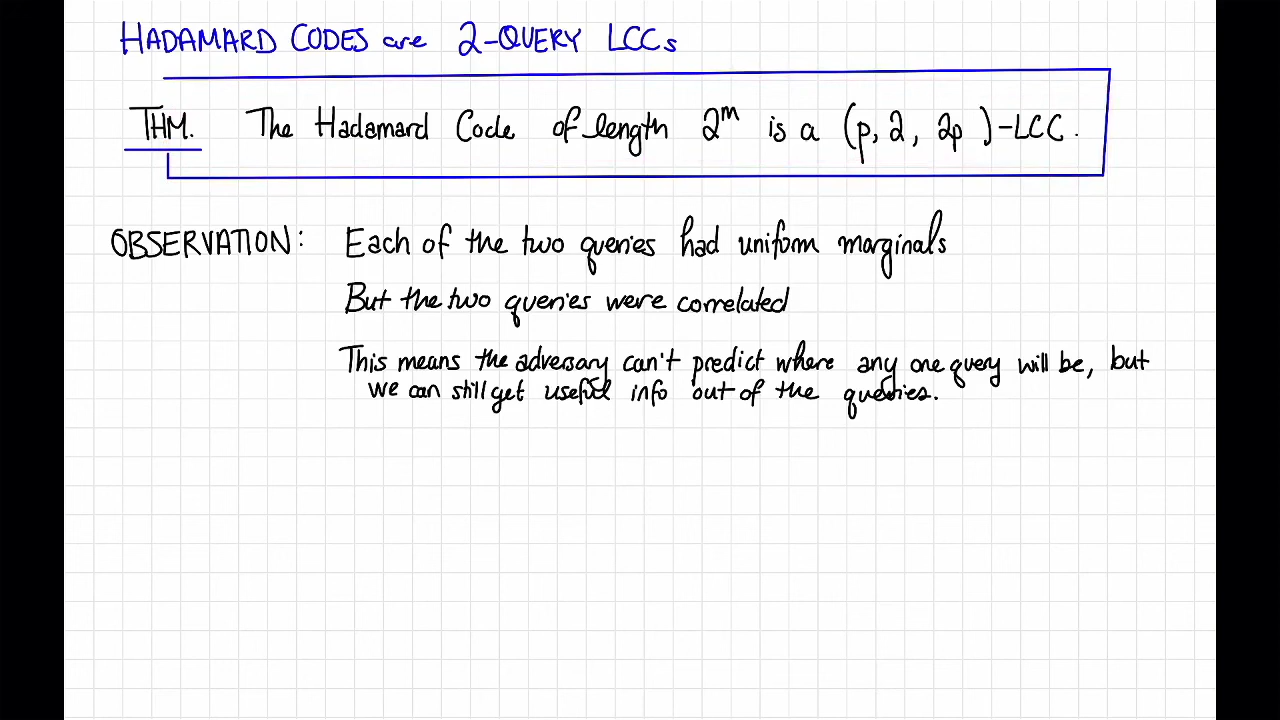 HADAMARD CODES are 2-QUERY LCCs
THM. The Hadamard Code of length 2^m is a (p, 2, 2p)-LCC.
OBSERVATION: Each of the two queries had uniform marginals
But the two queries were correlated
This means the adversary can't predict where any one query will be, but
we can still get useful info out of the queries.